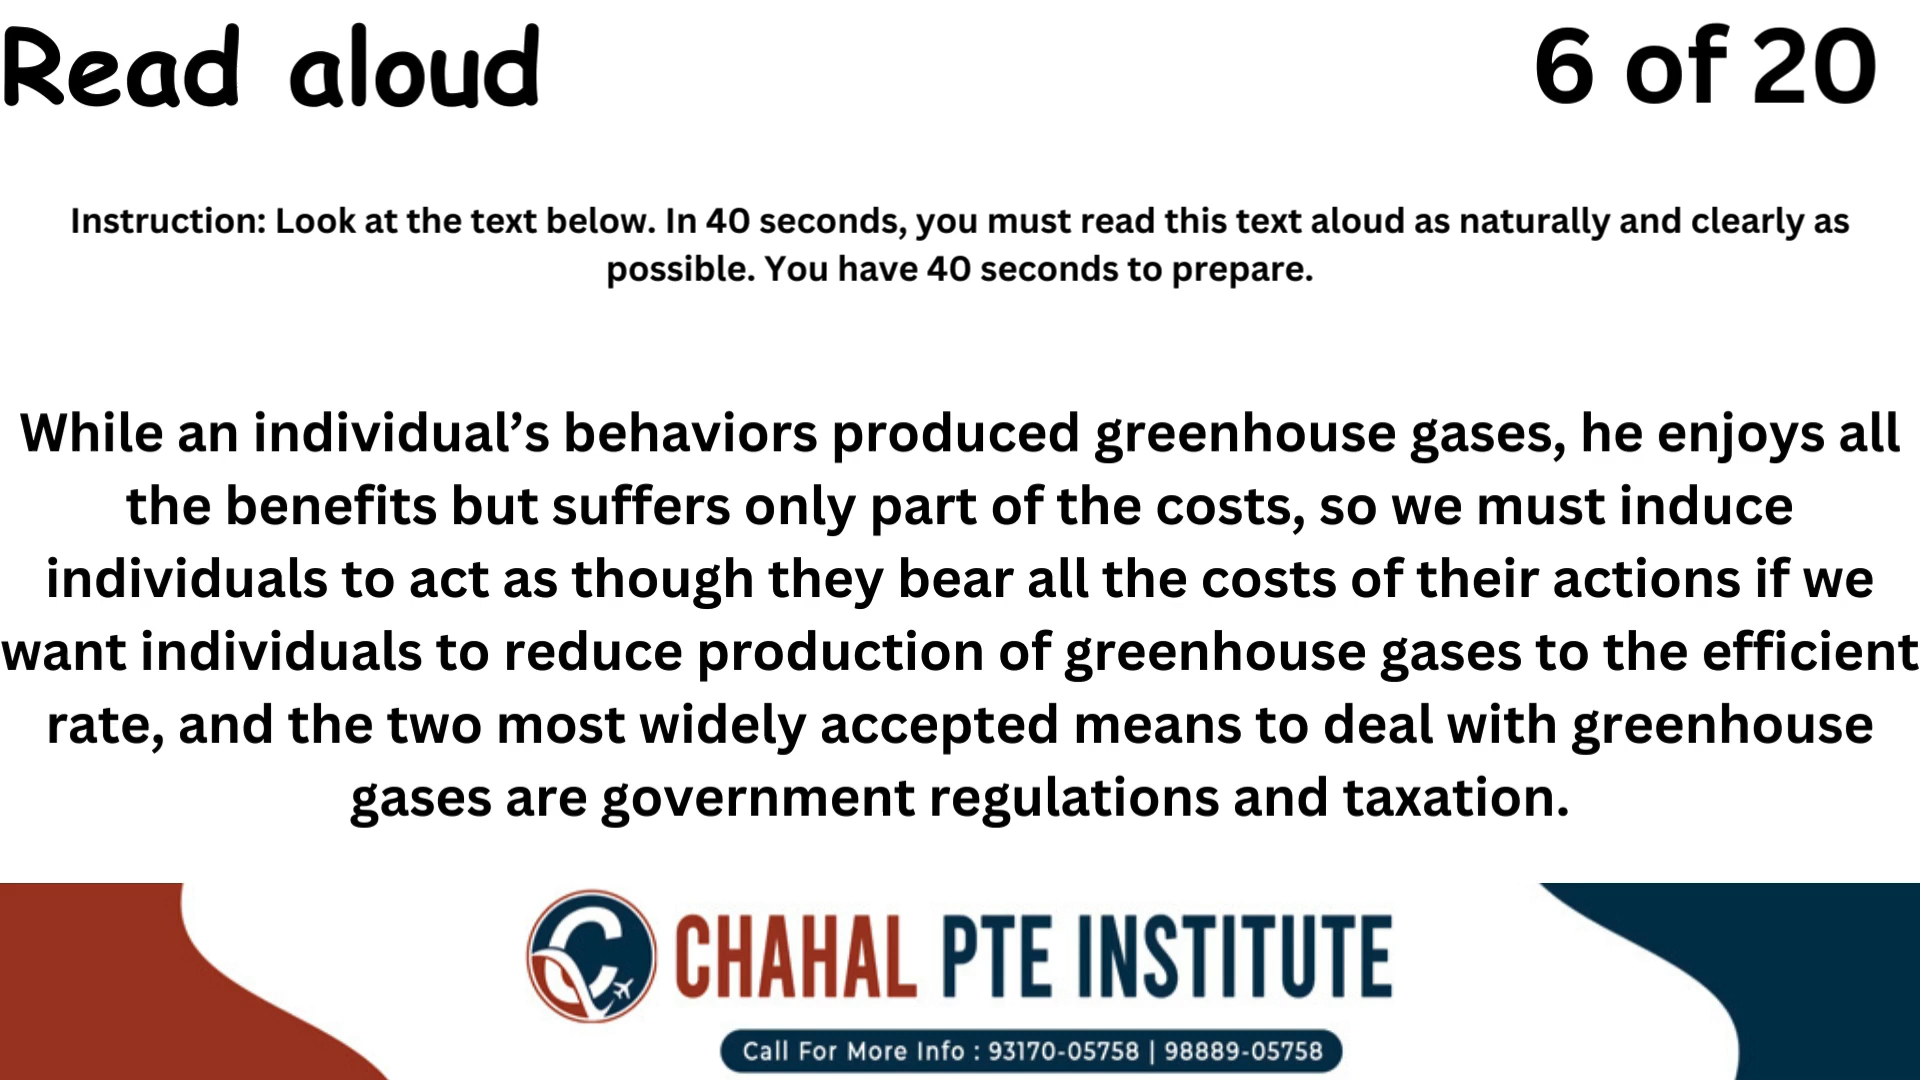 Read aloud
6 of 20
Instruction: Look at the text below. In 40 seconds, you must read this text aloud as naturally and clearly as
possible. You have 40 seconds to prepare.
While an individual’s behaviors produced greenhouse gases, he enjoys all
the benefits but suffers only part of the costs, so we must induce
individuals to act as though they bear all the costs of their actions if we
want individuals to reduce production of greenhouse gases to the efficient
rate, and the two most widely accepted means to deal with greenhouse
gases are government regulations and taxation.
CHAHAL PTE INSTITUTE
Call For More Info : 93170-05758 | 98889-05758